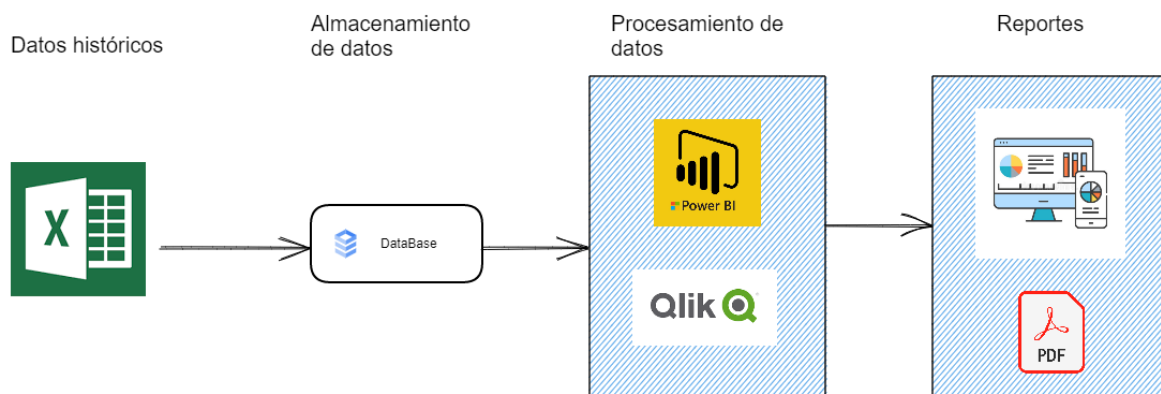 Datos históricos
Almacenamiento
de datos
Procesamiento de
datos
Reportes
X
DataBase
Power BI
Qlik
PDF